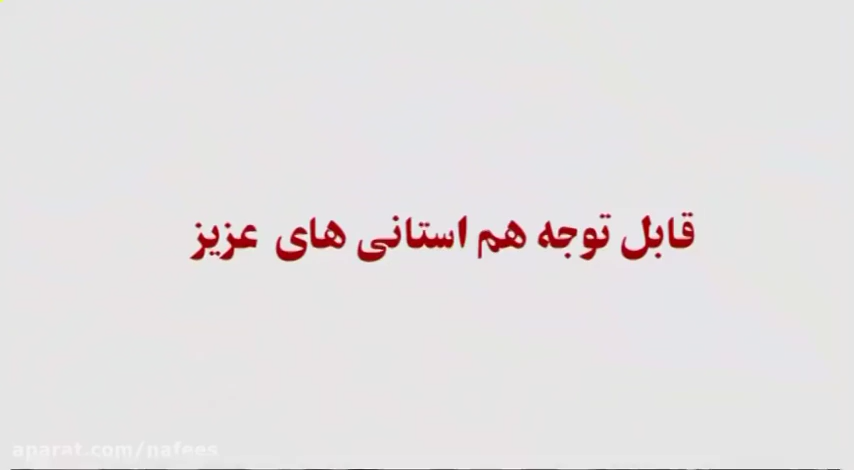 قابل توجه هم استانی های عزیز
aparat.com/nafees